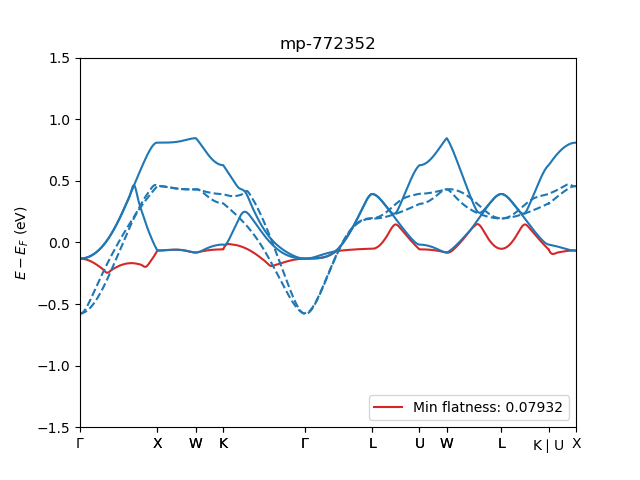 mp-772352
E − E_F (eV)
1.5
1.0
0.5
0.0
−0.5
−1.0
−1.5
Min flatness: 0.07932
Γ X W K Γ L U W L K | U X